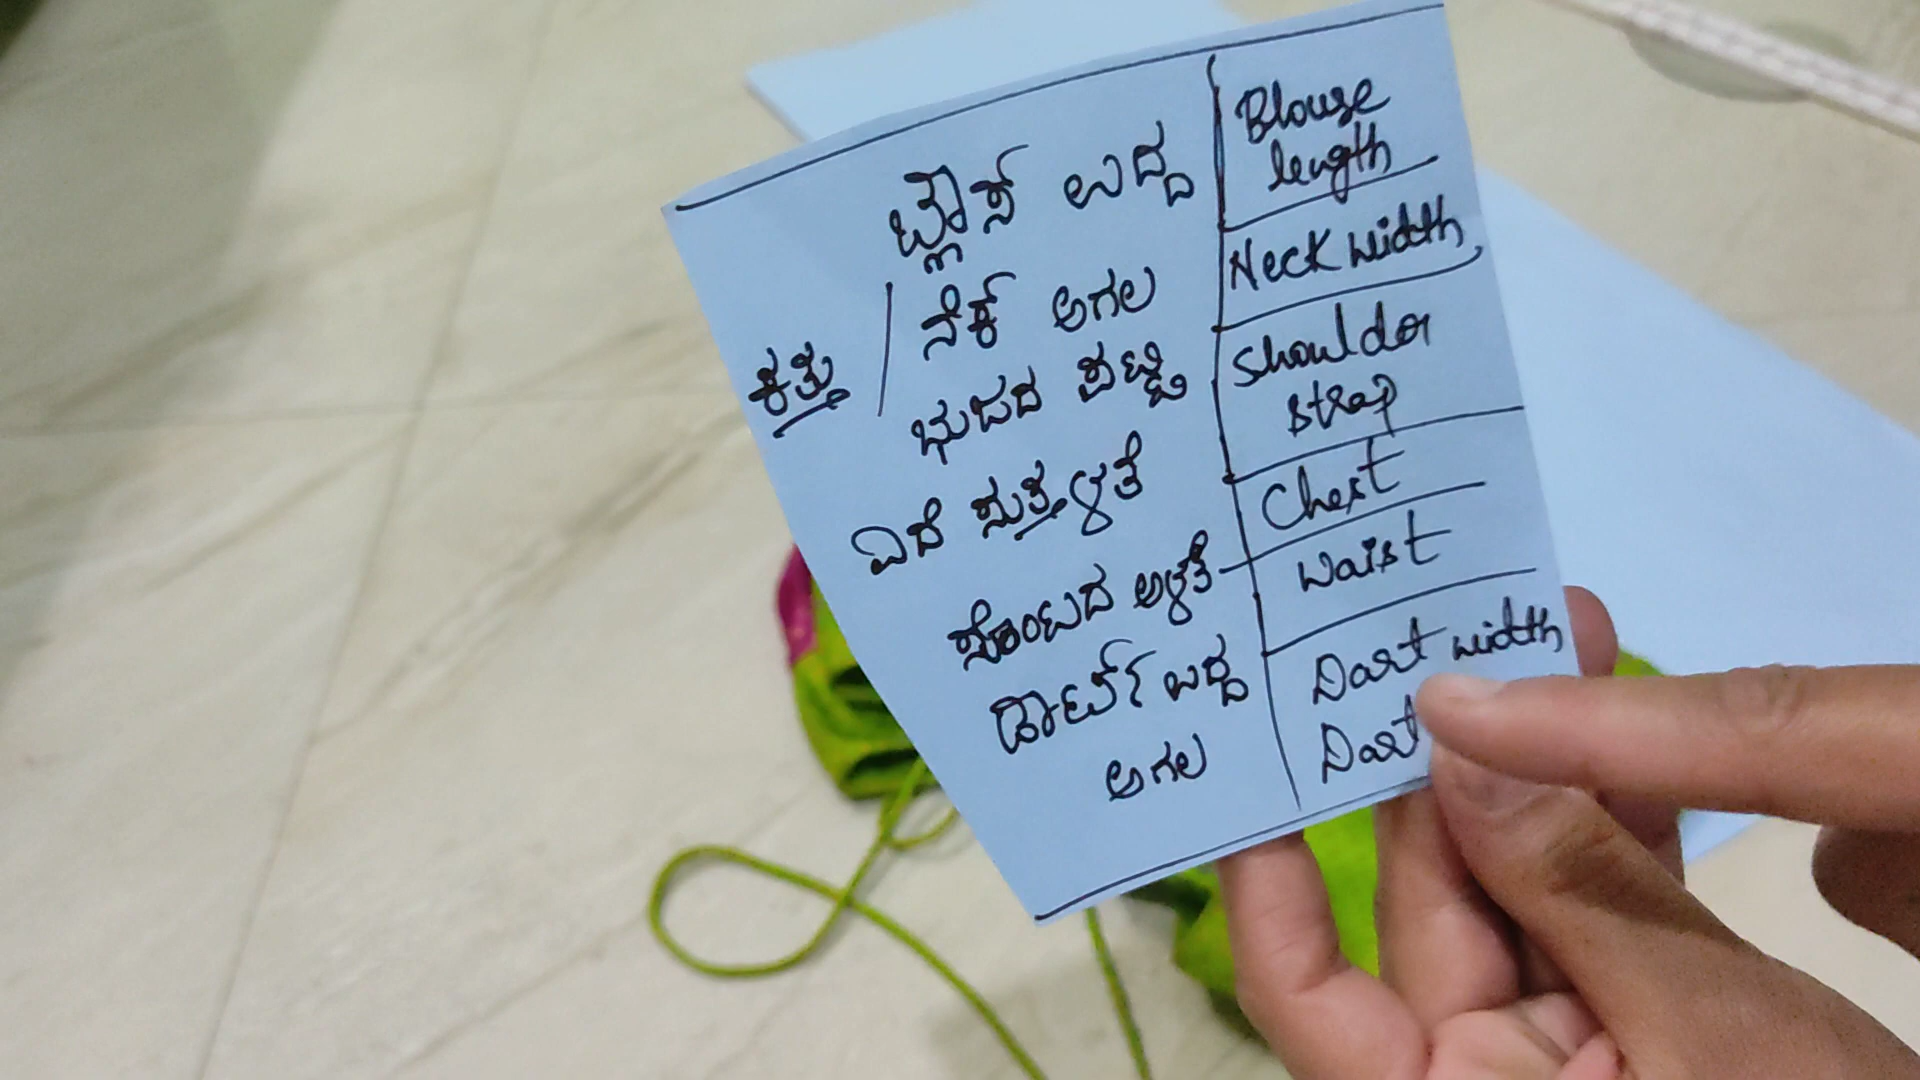 ಬ್ಲೌಸ್ ಉದ್ದ
Blouse
length
ಕತ್ತು / ನೆಕ್ ಅಗಲ
Neck width
ಭುಜದ ಪಟ್ಟಿ
Shoulder
strap
ಎದೆ ಸುತ್ತಳತೆ
Chest
ಸೊಂಟದ ಅಳತೆ
Waist
ಡಾರ್ಟ್ ಉದ್ದ
ಅಗಲ
Dart width
Dart